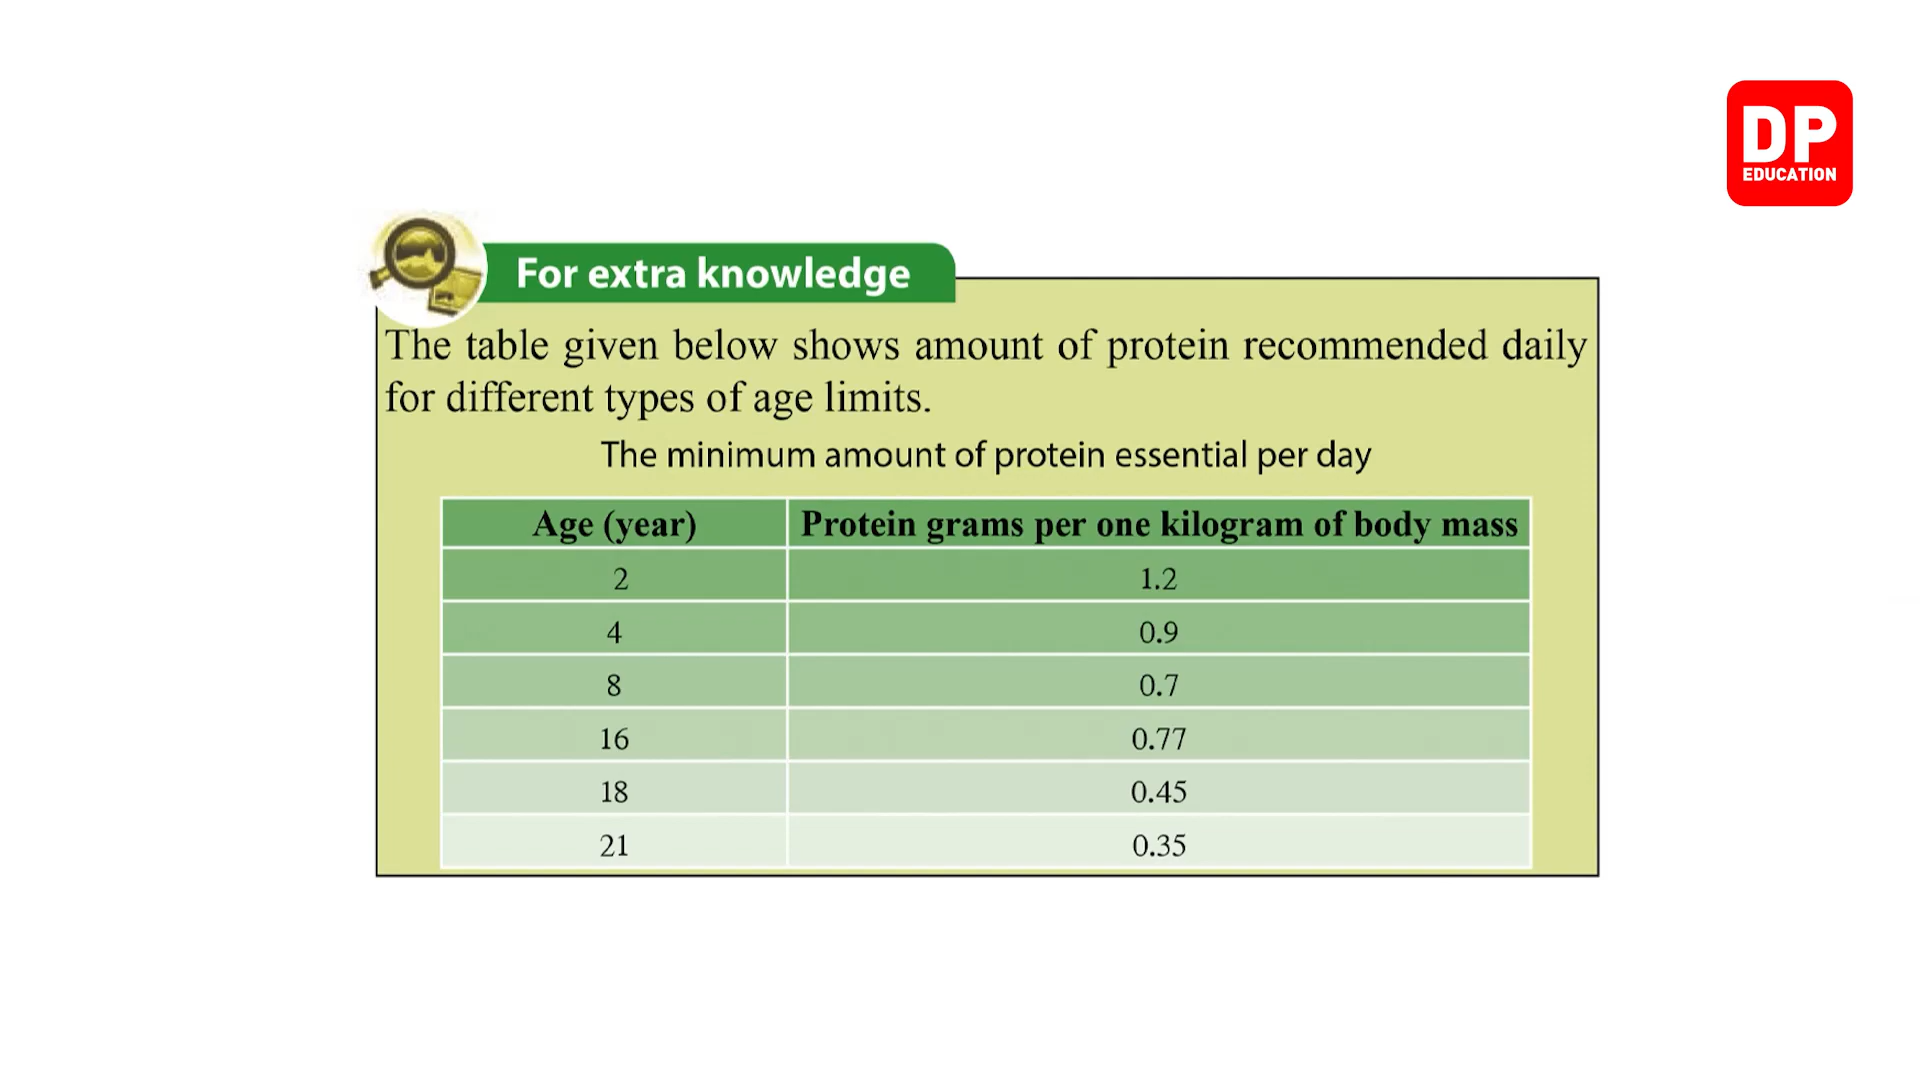 DP
EDUCATION
For extra knowledge
The table given below shows amount of protein recommended daily
for different types of age limits.
The minimum amount of protein essential per day
Age (year) Protein grams per one kilogram of body mass
2 1.2
4 0.9
8 0.7
16 0.77
18 0.45
21 0.35